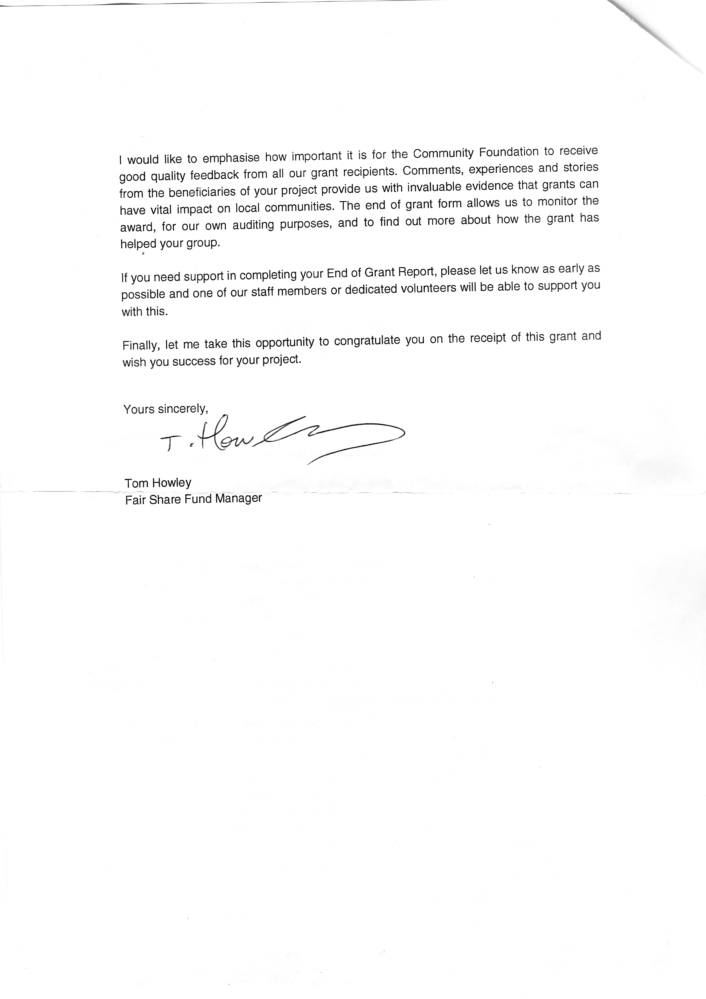 I would like to emphasise how important it is for the Community Foundation to receive
good quality feedback from all our grant recipients. Comments, experiences and stories
from the beneficiaries of your project provide us with invaluable evidence that grants can
have vital impact on local communities. The end of grant form allows us to monitor the
award, for our own auditing purposes, and to find out more about how the grant has
helped your group.
If you need support in completing your End of Grant Report, please let us know as early as
possible and one of our staff members or dedicated volunteers will be able to support you
with this.
Finally, let me take this opportunity to congratulate you on the receipt of this grant and
wish you success for your project.
Yours sincerely,
T. Howley
Tom Howley
Fair Share Fund Manager